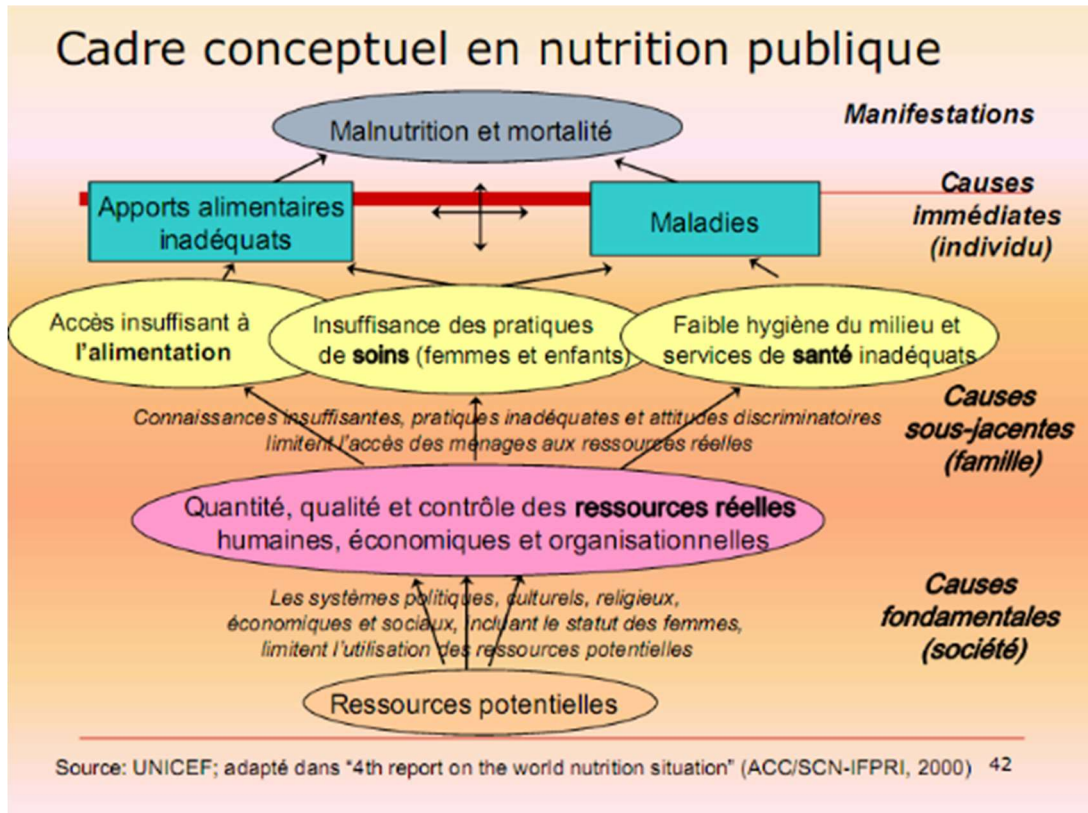 Cadre conceptuel en nutrition publique
Malnutrition et mortalité
Manifestations
Apports alimentaires
inadéquats
Maladies
Causes
immédiates
(individu)
Accès insuffisant à
l'alimentation
Insuffisance des pratiques
de soins (femmes et enfants)
Faible hygiène du milieu et
services de santé inadéquats
Connaissances insuffisantes, pratiques inadéquates et attitudes discriminatoires
limitent l'accès des ménages aux ressources réelles
Causes
sous-jacentes
(famille)
Quantité, qualité et contrôle des ressources réelles
humaines, économiques et organisationnelles
Les systèmes politiques, culturels, religieux,
économiques et sociaux, incluant le statut des femmes,
limitent l'utilisation des ressources potentielles
Causes
fondamentales
(société)
Ressources potentielles
Source: UNICEF; adapté dans "4th report on the world nutrition situation" (ACC/SCN-IFPRI, 2000) 42